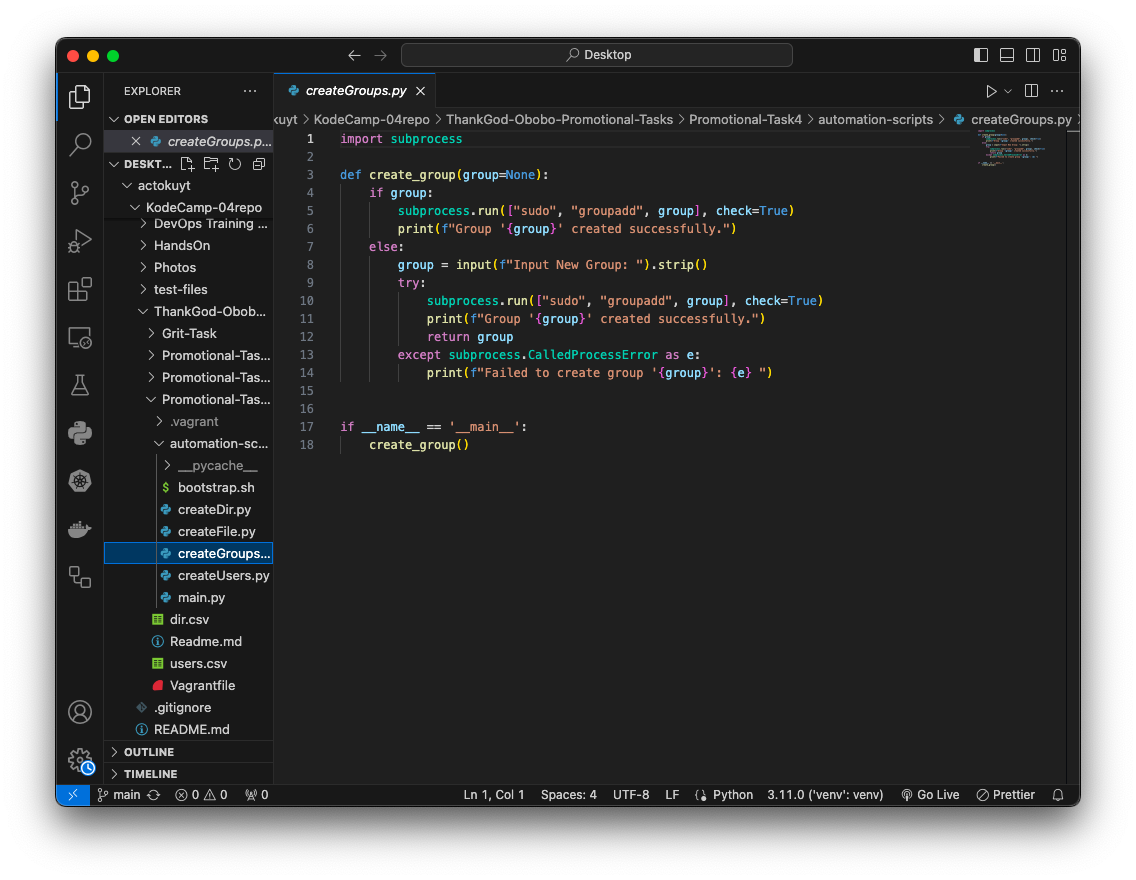 Desktop
EXPLORER
OPEN EDITORS
createGroups.p...
DESKT...
actokuyt
KodeCamp-04repo
DevOps Training ...
HandsOn
Photos
test-files
ThankGod-Obob...
Grit-Task
Promotional-Tas...
Promotional-Tas...
Promotional-Tas...
.vagrant
automation-sc...
__pycache__
$ bootstrap.sh
createDir.py
createFile.py
createGroups...
createUsers.py
main.py
dir.csv
Readme.md
users.csv
Vagrantfile
.gitignore
README.md
OUTLINE
TIMELINE
createGroups.py
kuyt > KodeCamp-04repo > ThankGod-Obobo-Promotional-Tasks > Promotional-Task4 > automation-scripts > createGroups.py >
1 import subprocess
2
3 def create_group(group=None):
4     if group:
5         subprocess.run(["sudo", "groupadd", group], check=True)
6         print(f"Group '{group}' created successfully.")
7     else:
8         group = input(f"Input New Group: ").strip()
9         try:
10             subprocess.run(["sudo", "groupadd", group], check=True)
11             print(f"Group '{group}' created successfully.")
12             return group
13         except subprocess.CalledProcessError as e:
14             print(f"Failed to create group '{group}': {e} ")
15
16
17 if __name__ == '__main__':
18     create_group()
main 0 0 0 Ln 1, Col 1 Spaces: 4 UTF-8 LF Python 3.11.0 ('venv': venv) Go Live Prettier